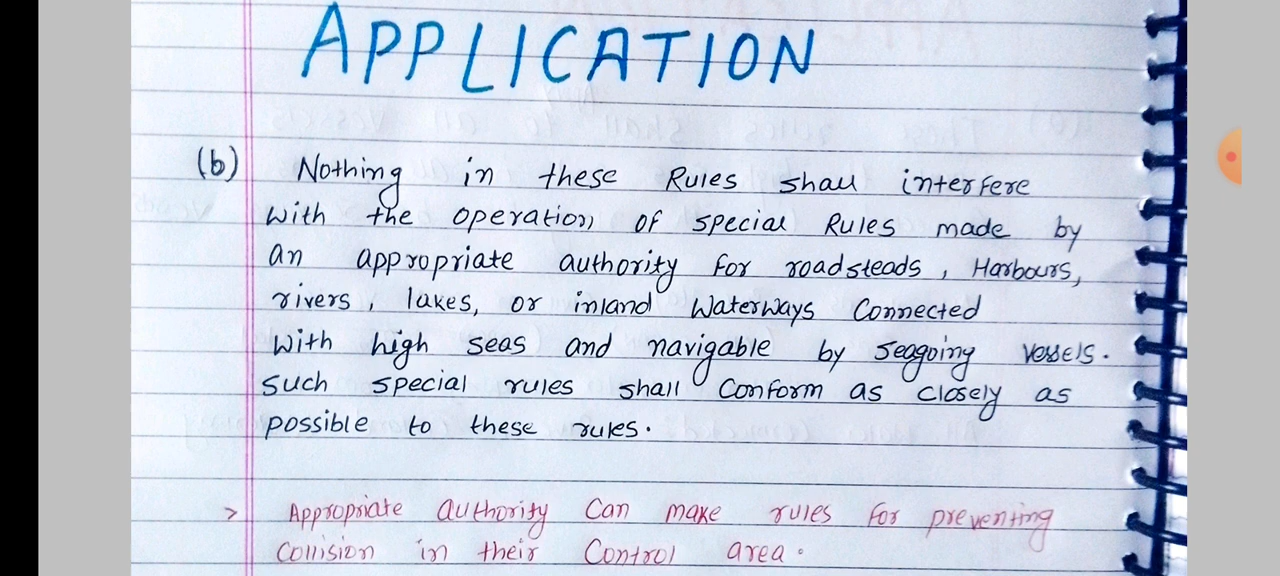 APPLICATION
(b) Nothing in these Rules shall interfere
with the operation of special Rules made by
an appropriate authority for roadsteads, Harbours,
rivers, lakes, or inland Waterways Connected
With high seas and navigable by seagoing vessels.
Such special rules shall conform as closely as
possible to these rules.
> Appropriate authority Can make rules for preventing
Collision in their Control area.